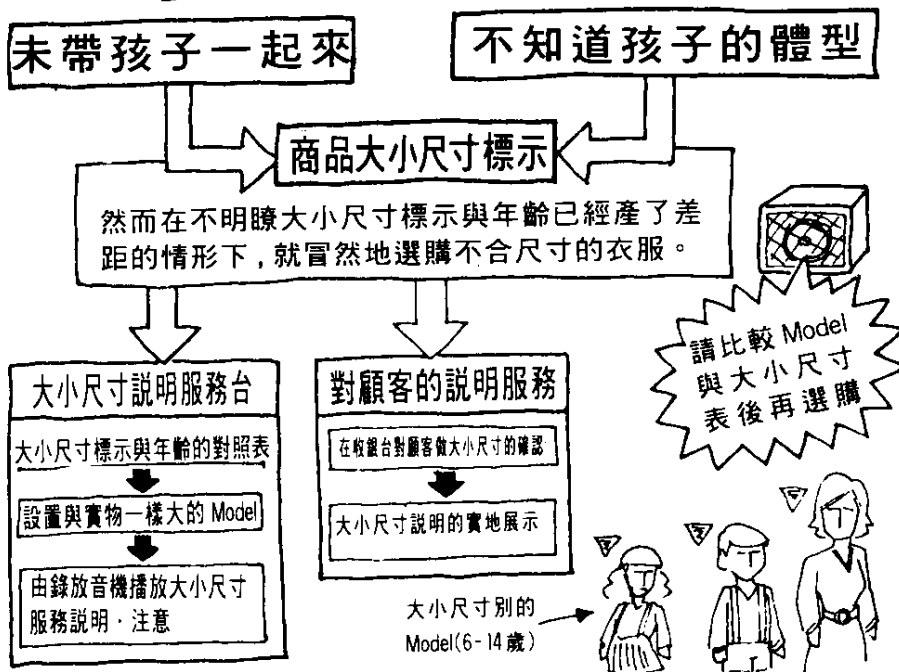 未帶孩子一起來
不知道孩子的體型
商品大小尺寸標示
然而在不明瞭大小尺寸標示與年齡已經產了差
距的情形下,就冒然地選購不合尺寸的衣服。
請比較 Model
與大小尺寸
表後再選購
大小尺寸説明服務台
大小尺寸標示與年齡的對照表
設置與實物一樣大的 Model
由錄放音機播放大小尺寸
服務説明·注意
對顧客的説明服務
在收銀台對顧客做大小尺寸的確認
大小尺寸説明的實地展示
大小尺寸別的
Model(6-14 歲)